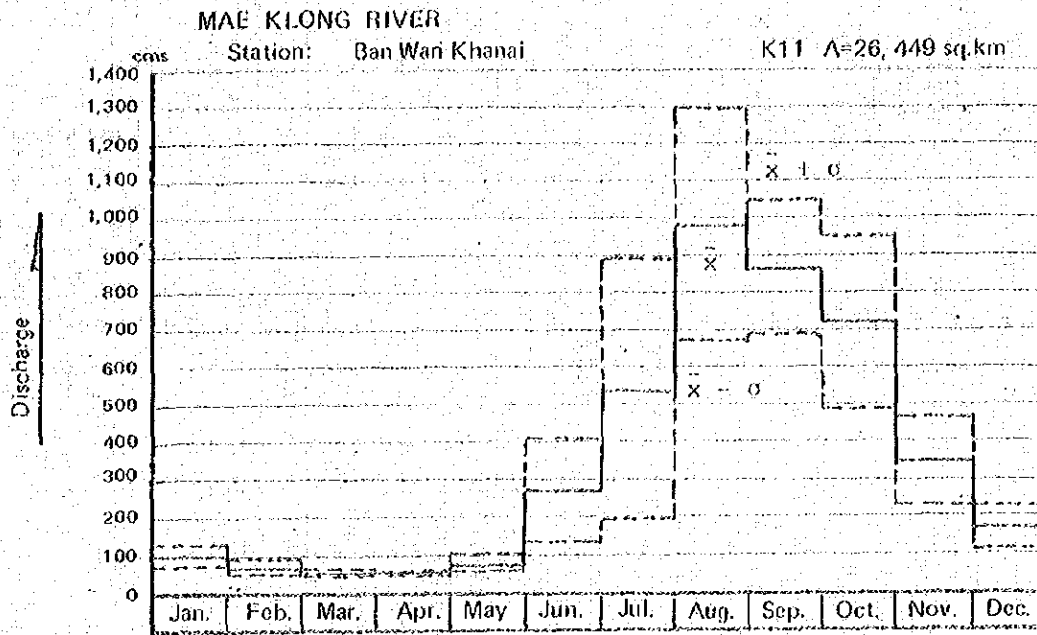 MAE KLONG RIVER
cms Station: Ban Wan Khanai K11 A=26, 449 sq.km
1,400
1,300
1,200
1,100
1,000
900
800
700
600
500
400
300
200
100
0
Discharge
x̄ + σ
x̄
x̄ - σ
Jan. Feb. Mar. Apr. May Jun. Jul. Aug. Sep. Oct. Nov. Dec.